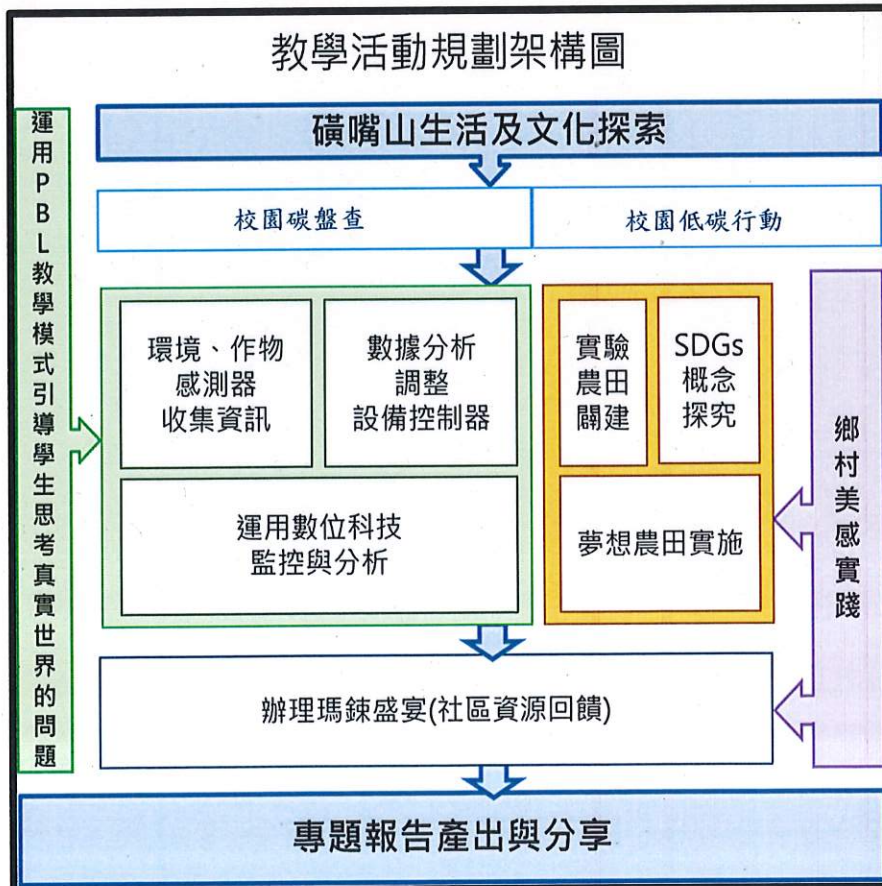 教學活動規劃架構圖
磺嘴山生活及文化探索
校園碳盤查
校園低碳行動
運用PBL教學模式引導學生思考真實世界的問題
環境、作物
感測器
收集資訊
數據分析
調整
設備控制器
實驗
農田
闢建
SDGs
概念
探究
運用數位科技
監控與分析
夢想農田實施
鄉村美感實踐
辦理瑪鋉盛宴(社區資源回饋)
專題報告產出與分享